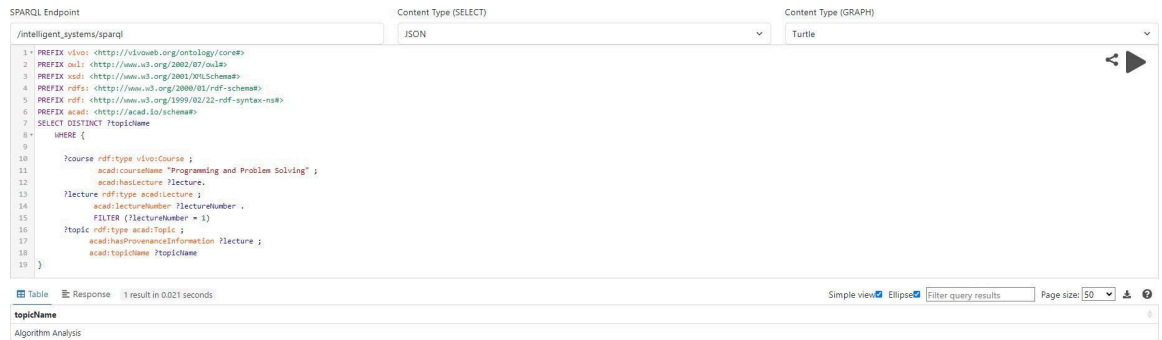 SPARQL Endpoint Content Type (SELECT) Content Type (GRAPH)
/intelligent_systems/sparql JSON Turtle
1 PREFIX vivo: <http://vivoweb.org/ontology/core#>
2 PREFIX owl: <http://www.w3.org/2002/07/owl#>
3 PREFIX xsd: <http://www.w3.org/2001/XMLSchema#>
4 PREFIX rdfs: <http://www.w3.org/2000/01/rdf-schema#>
5 PREFIX rdf: <http://www.w3.org/1999/02/22-rdf-syntax-ns#>
6 PREFIX acad: <http://acad.io/schema#>
7 SELECT DISTINCT ?topicName
8 WHERE {
9
10 ?course rdf:type vivo:Course ;
11 acad:courseName "Programming and Problem Solving" ;
12 acad:hasLecture ?lecture.
13 ?lecture rdf:type acad:Lecture ;
14 acad:lectureNumber ?lectureNumber .
15 FILTER (?lectureNumber = 1)
16 ?topic rdf:type acad:Topic ;
17 acad:hasProvenanceInformation ?lecture ;
18 acad:topicName ?topicName
19 }
Table Response 1 result in 0.021 seconds Simple view Ellipse Filter query results Page size: 50
topicName
Algorithm Analysis